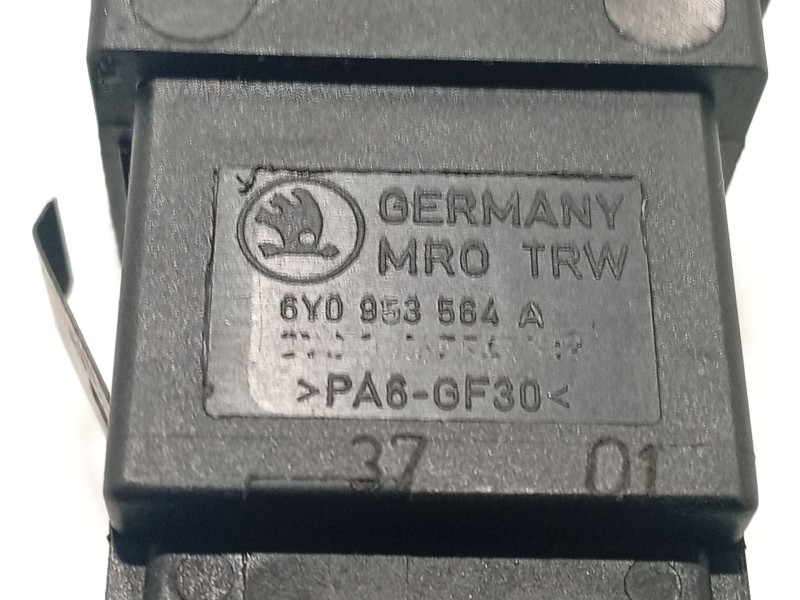 GERMANY
MRO TRW
6Y0 953 564 A
>PA6-GF30<
37 01